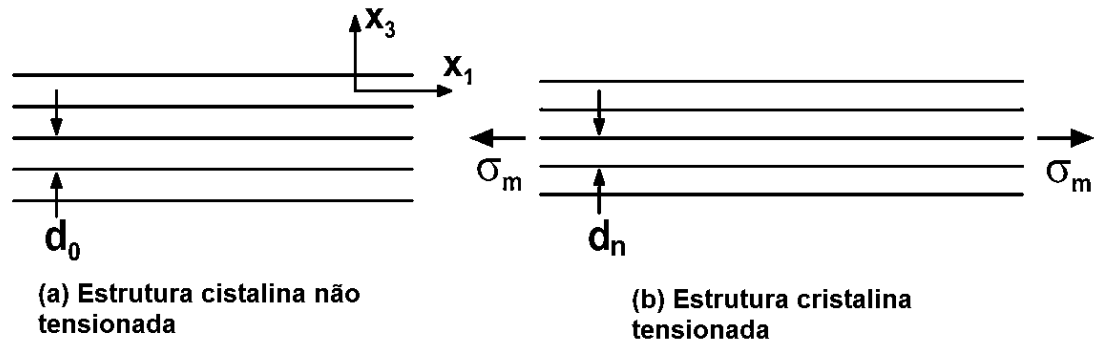 x₃
x₁
σₘ
σₘ
d₀
dₙ
(a) Estrutura cistalina não
tensionada
(b) Estrutura cristalina
tensionada